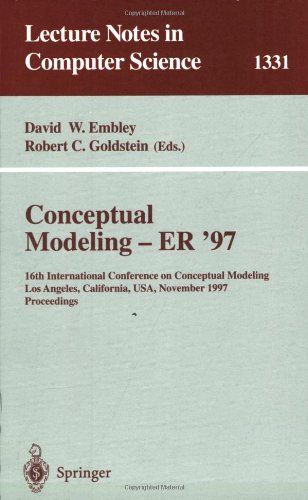 Lecture Notes in
Computer Science 1331
David W. Embley
Robert C. Goldstein (Eds.)
Conceptual
Modeling – ER '97
16th International Conference on Conceptual Modeling
Los Angeles, California, USA, November 1997
Proceedings
Springer